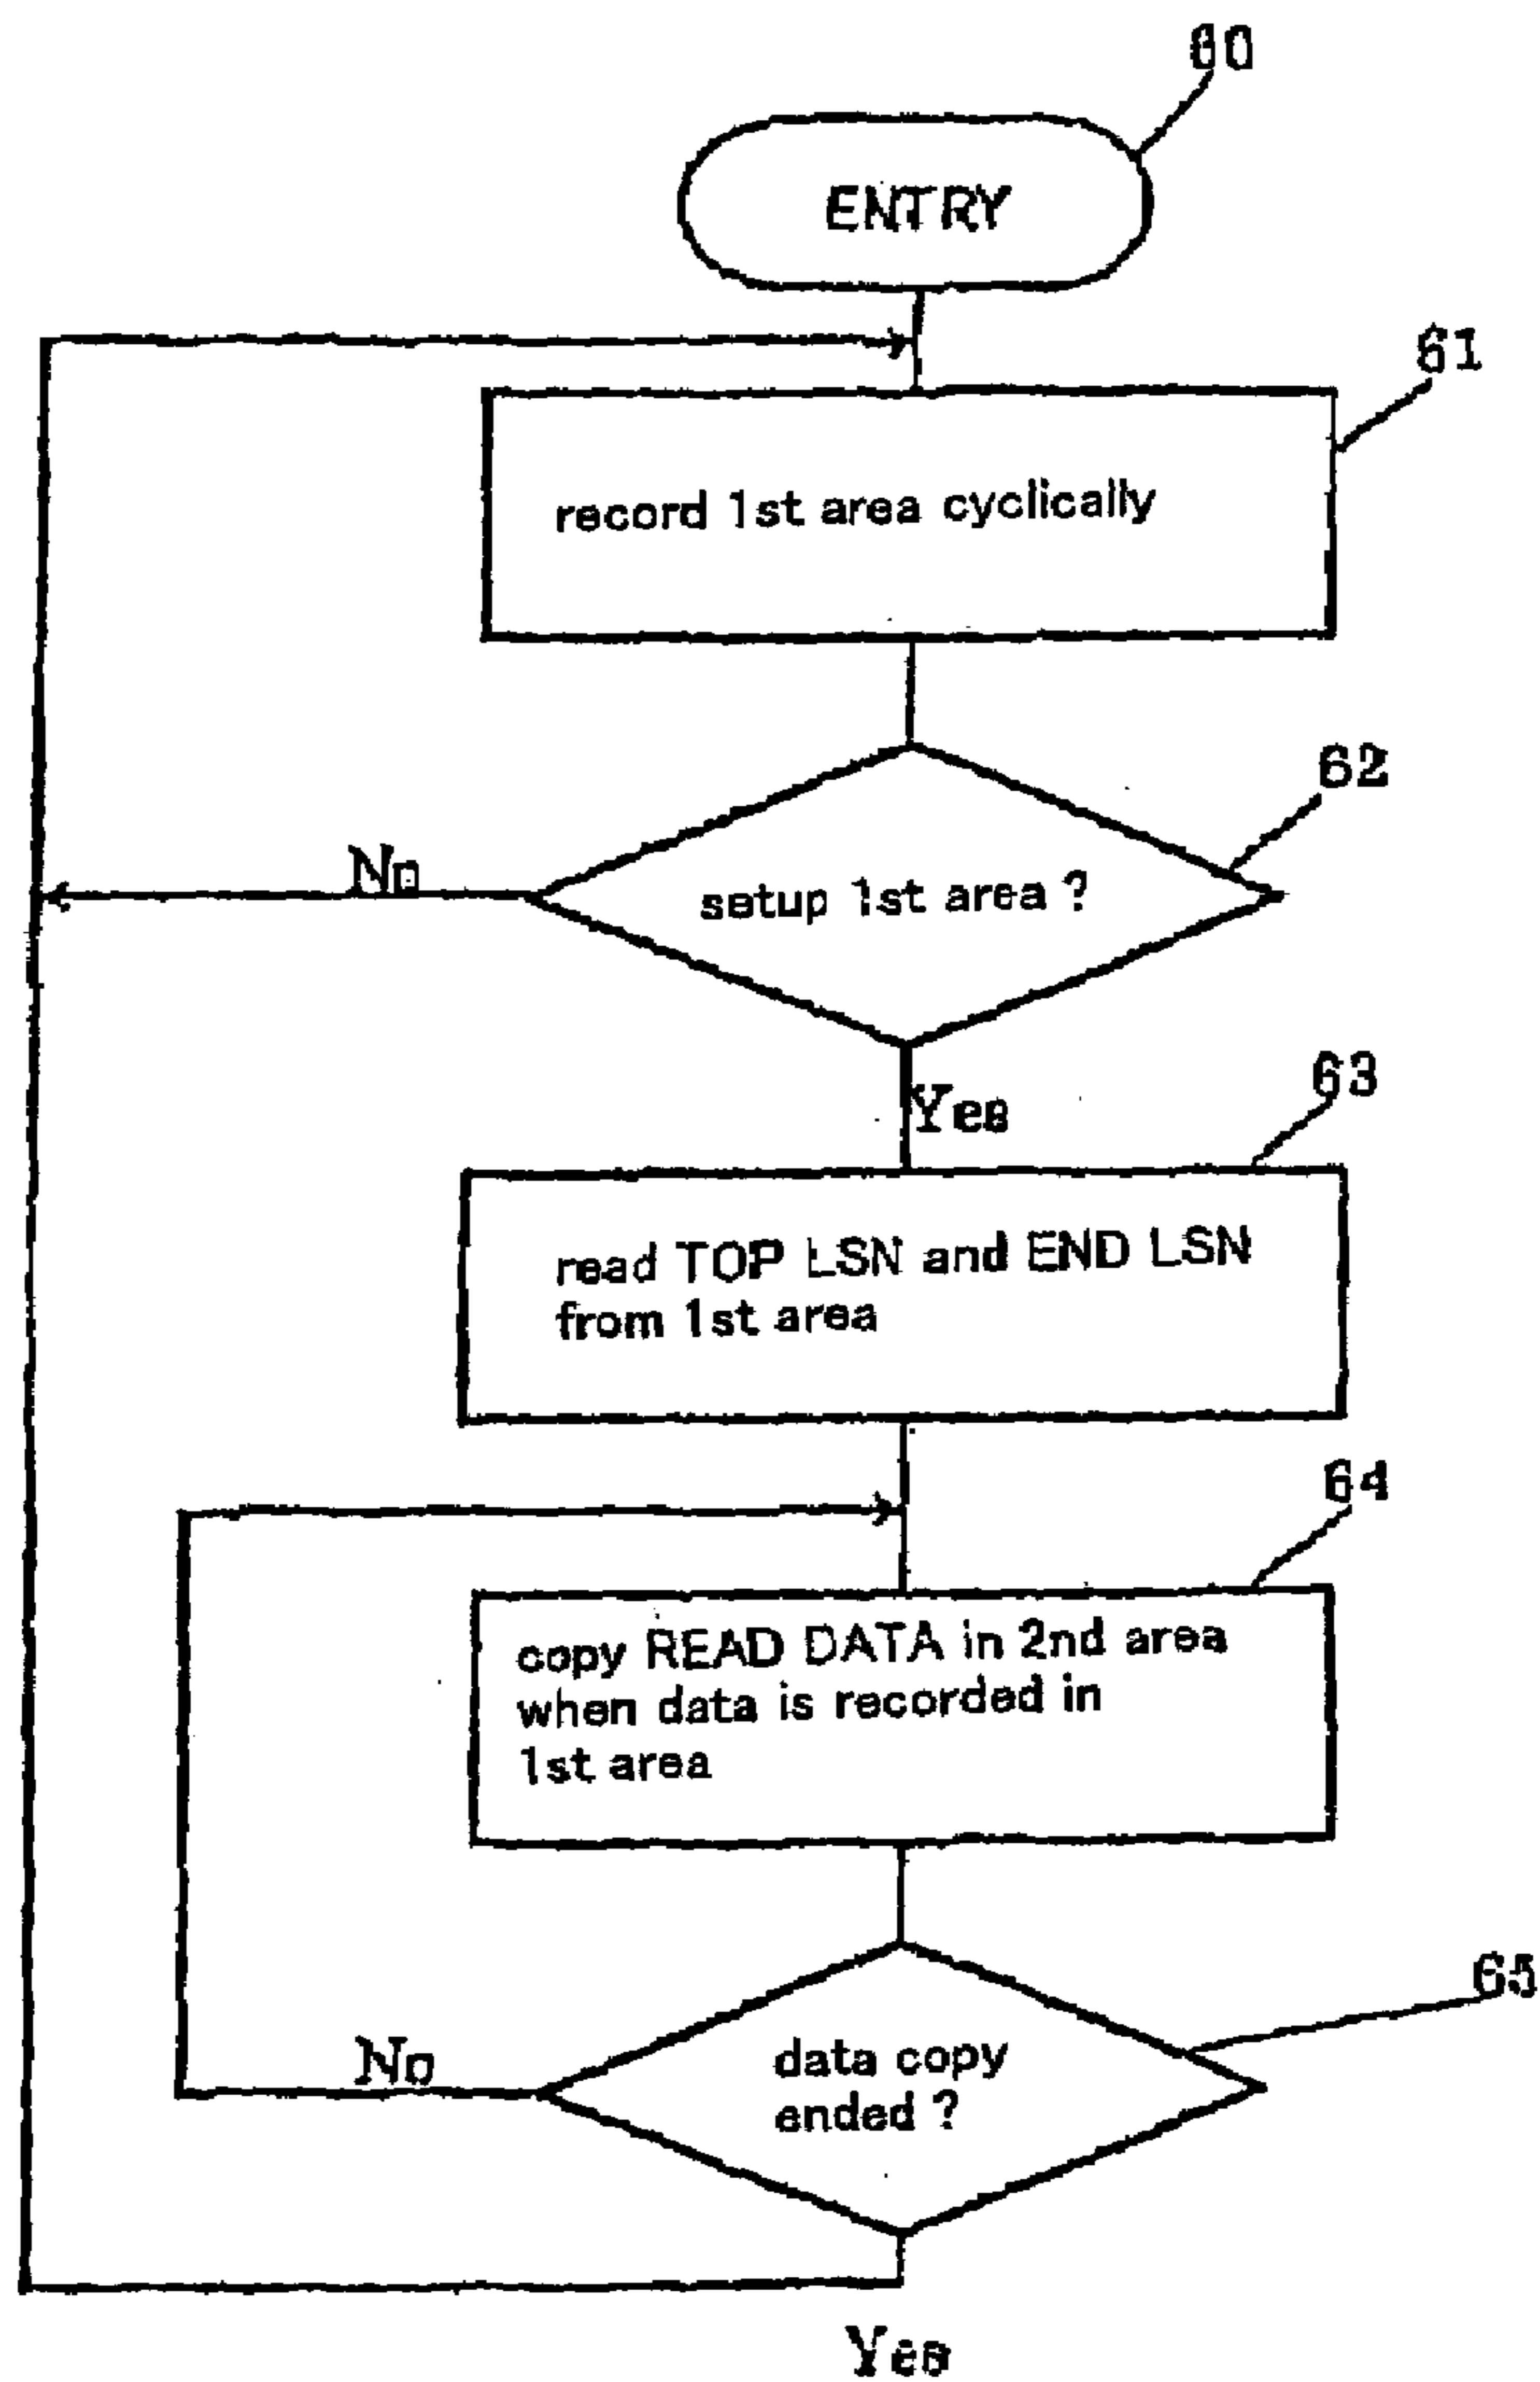 60
ENTRY
61
record 1st area cyclically
62
No
setup 1st area ?
Yes
63
read TOP LSN and END LSN
from 1st area
64
copy READ DATA in 2nd area
when data is recorded in
1st area
65
No
data copy
ended ?
Yes